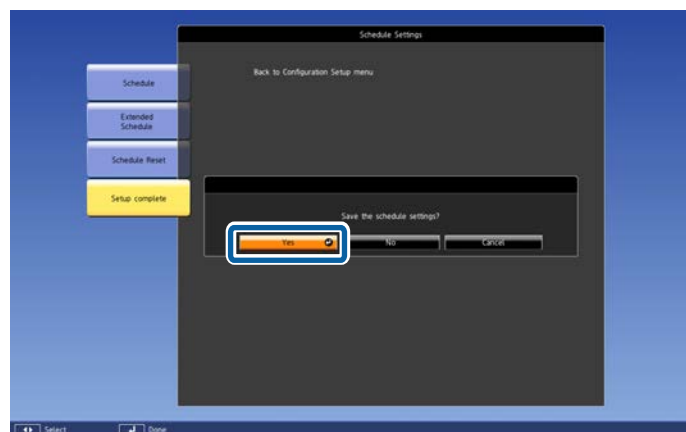 Schedule Settings
Back to Configuration Setup menu
Schedule
Extended
Schedule
Schedule Reset
Setup complete
Save the schedule settings?
Yes
No
Cancel
Select
Done